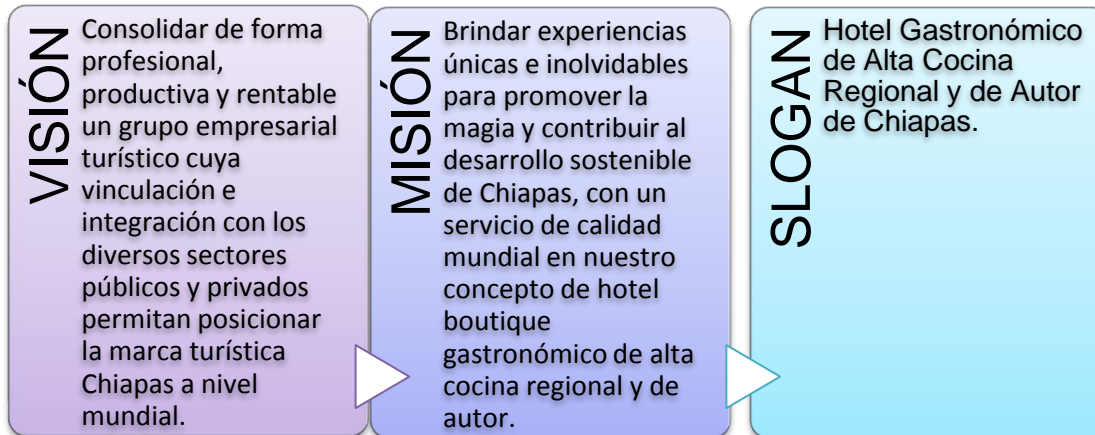 VISIÓN
Consolidar de forma
profesional,
productiva y rentable
un grupo empresarial
turístico cuya
vinculación e
integración con los
diversos sectores
públicos y privados
permitan posicionar
la marca turística
Chiapas a nivel
mundial.
MISIÓN
Brindar experiencias
únicas e inolvidables
para promover la
magia y contribuir al
desarrollo sostenible
de Chiapas, con un
servicio de calidad
mundial en nuestro
concepto de hotel
boutique
gastronómico de alta
cocina regional y de
autor.
SLOGAN
Hotel Gastronómico
de Alta Cocina
Regional y de Autor
de Chiapas.